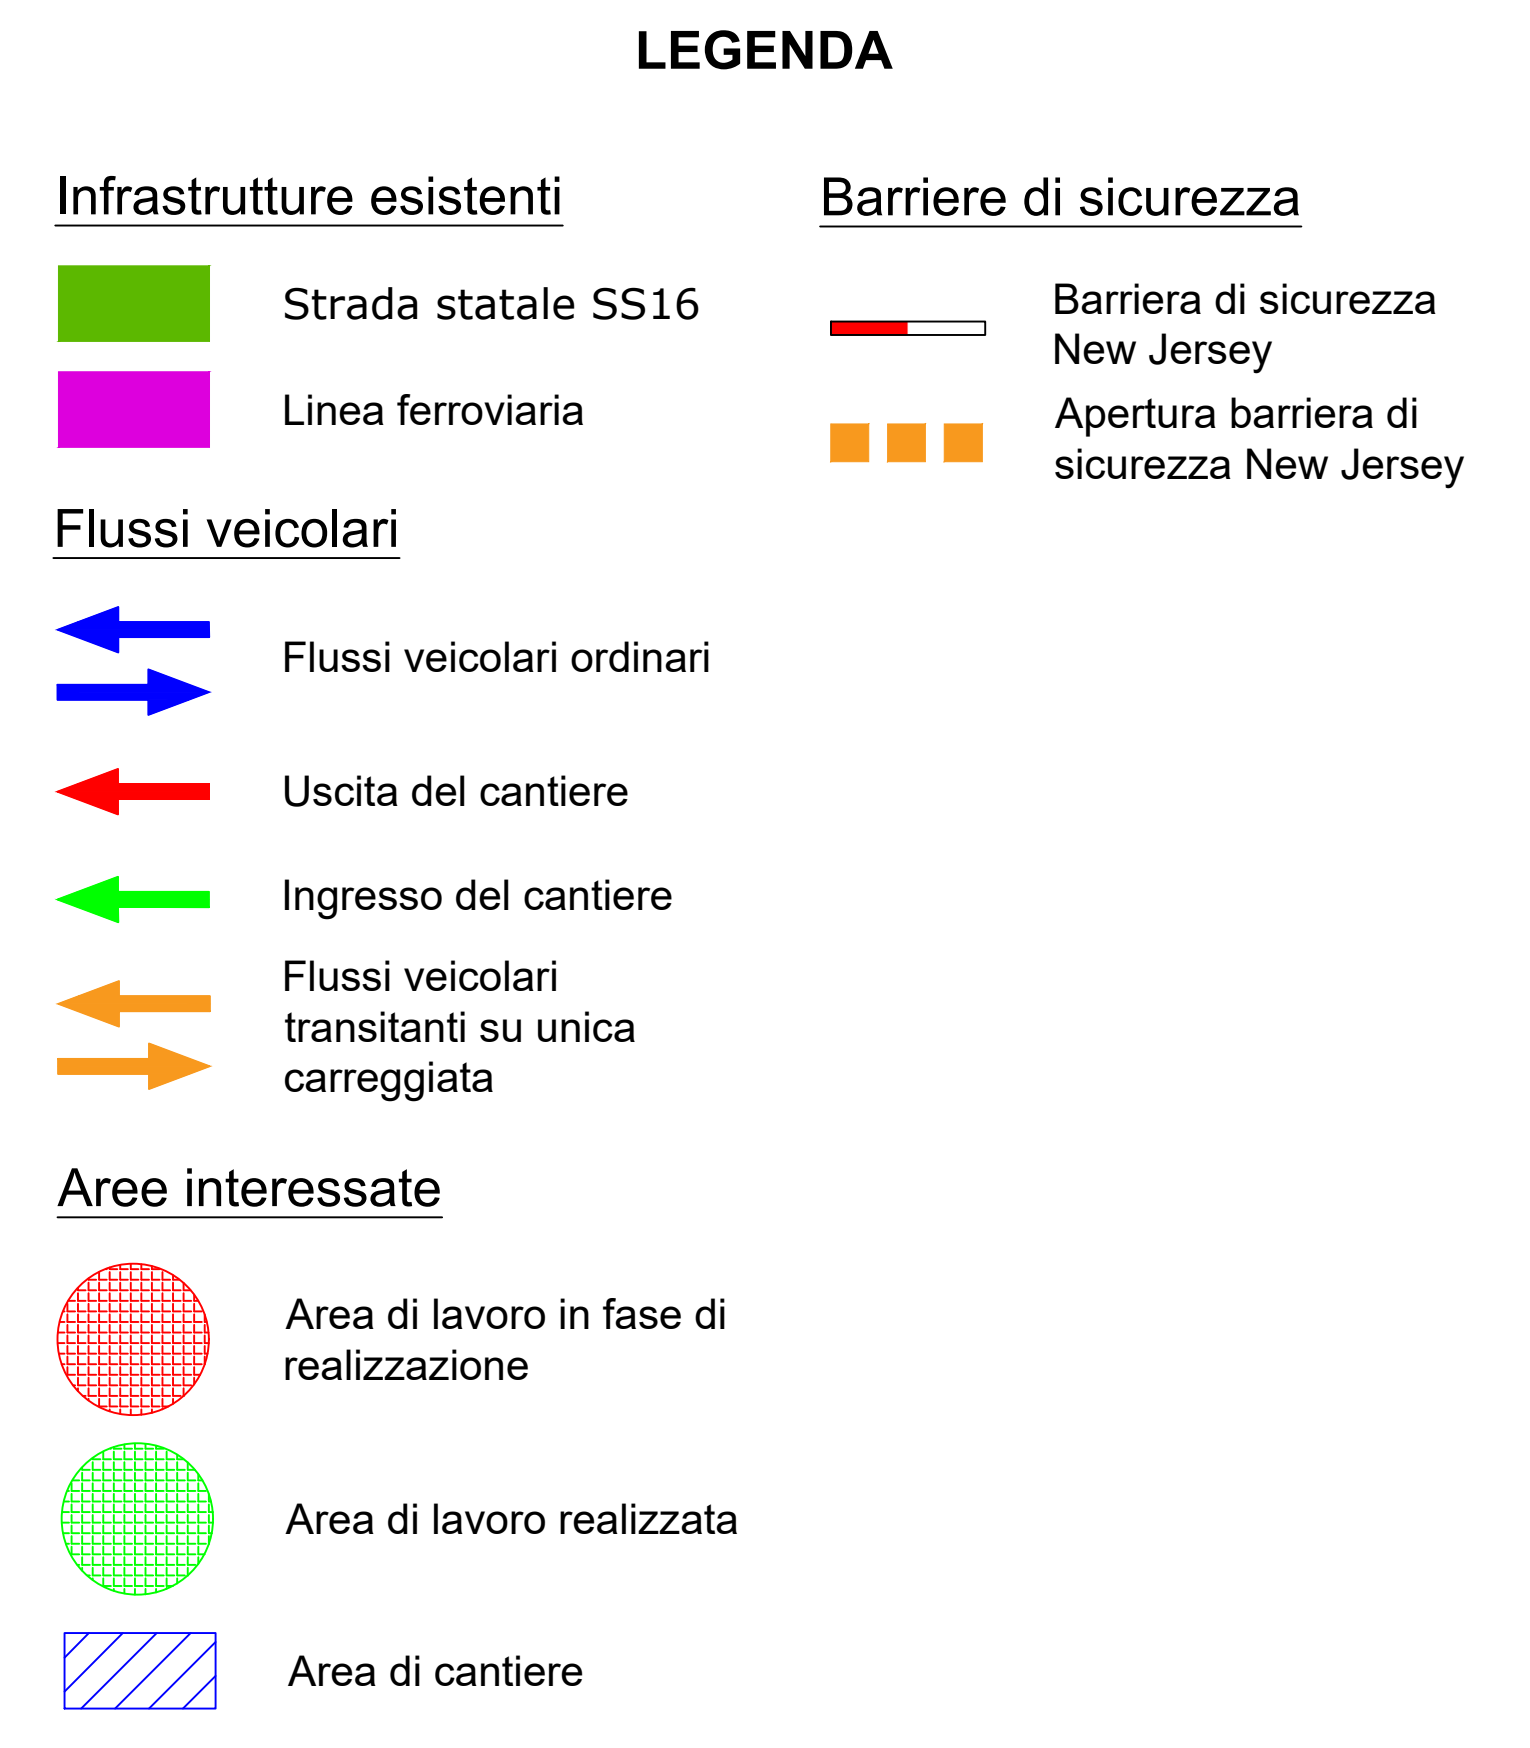 LEGENDA
Infrastrutture esistenti
Strada statale SS16
Linea ferroviaria
Flussi veicolari
Flussi veicolari ordinari
Uscita del cantiere
Ingresso del cantiere
Flussi veicolari
transitanti su unica
carreggiata
Aree interessate
Area di lavoro in fase di
realizzazione
Area di lavoro realizzata
Area di cantiere
Barriere di sicurezza
Barriera di sicurezza
New Jersey
Apertura barriera di
sicurezza New Jersey